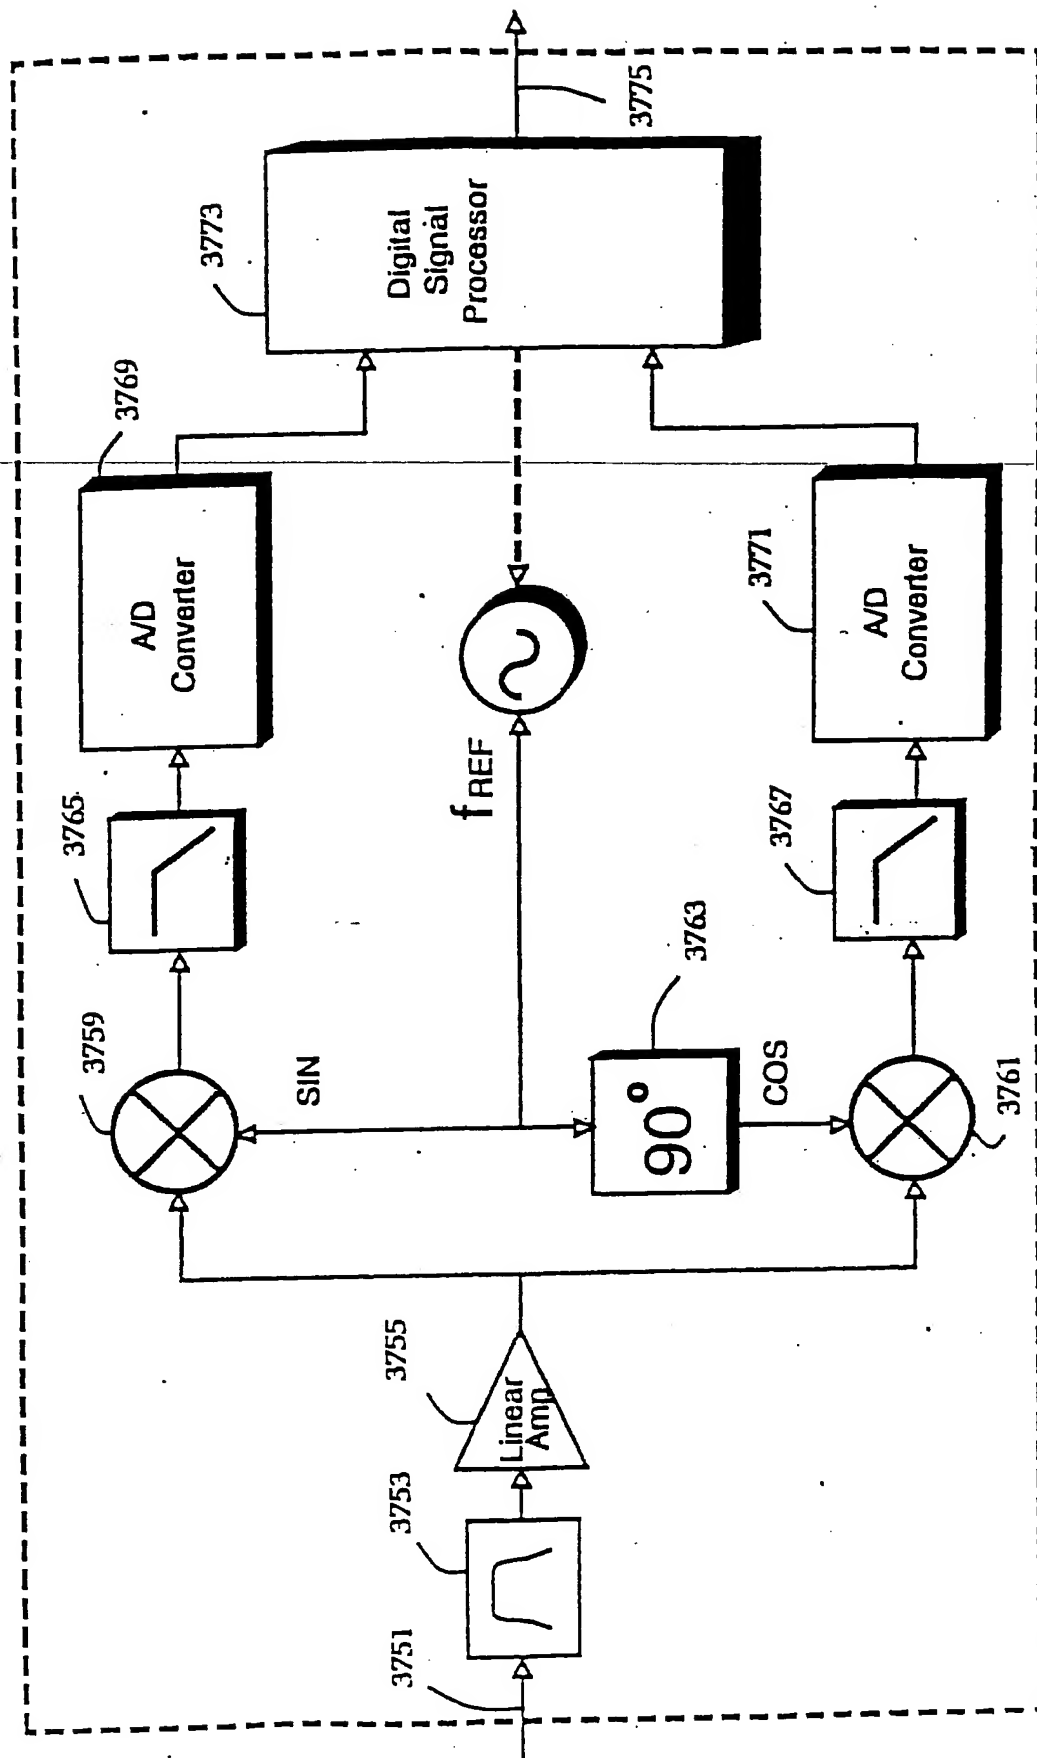 3751
3753
3755
Linear
Amp
3759
SIN
90°
3763
COS
3761
fREF
3765
3767
A/D
Converter
3769
A/D
Converter
3771
Digital
Signal
Processor
3773
3775